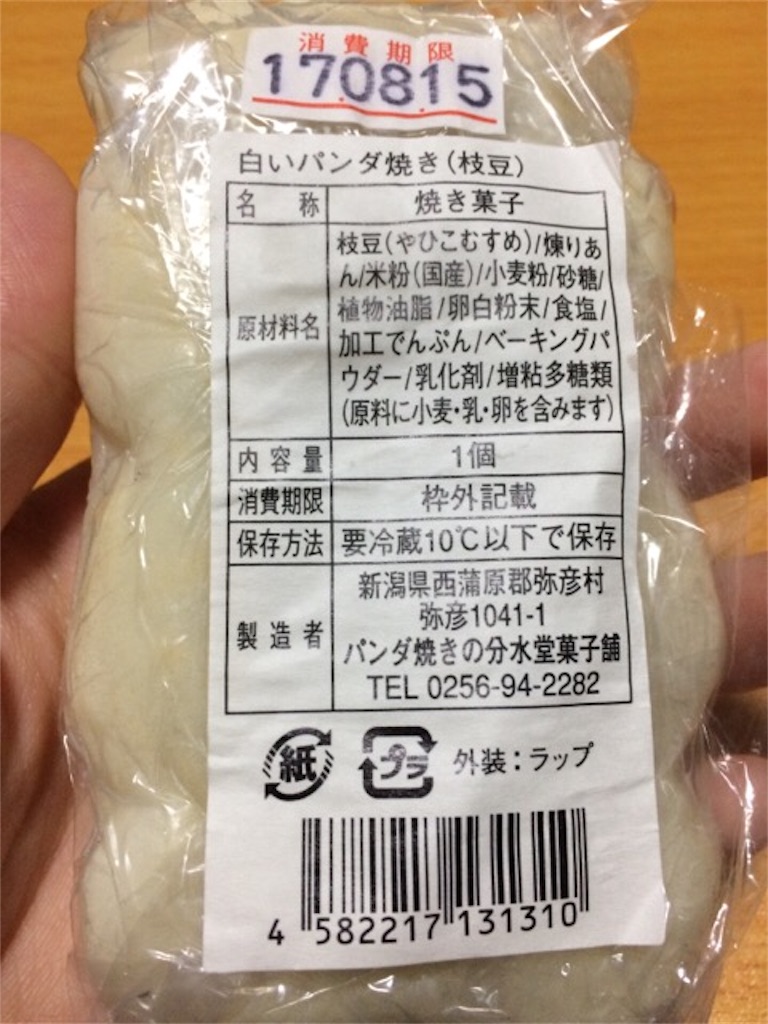 消費期限
170815
白いパンダ焼き(枝豆)
名称 焼き菓子
原材料名 枝豆(やひこむすめ)/煉りあ
ん/米粉(国産)/小麦粉/砂糖/
植物油脂/卵白粉末/食塩/
加工でんぷん/ベーキングパ
ウダー/乳化剤/増粘多糖類
(原料に小麦・乳・卵を含みます)
内容量 1個
消費期限 枠外記載
保存方法 要冷蔵10℃以下で保存
製造者 新潟県西蒲原郡弥彦村
弥彦1041-1
パンダ焼きの分水堂菓子舗
TEL 0256-94-2282
紙 プラ 外装:ラップ
4 582217 131310